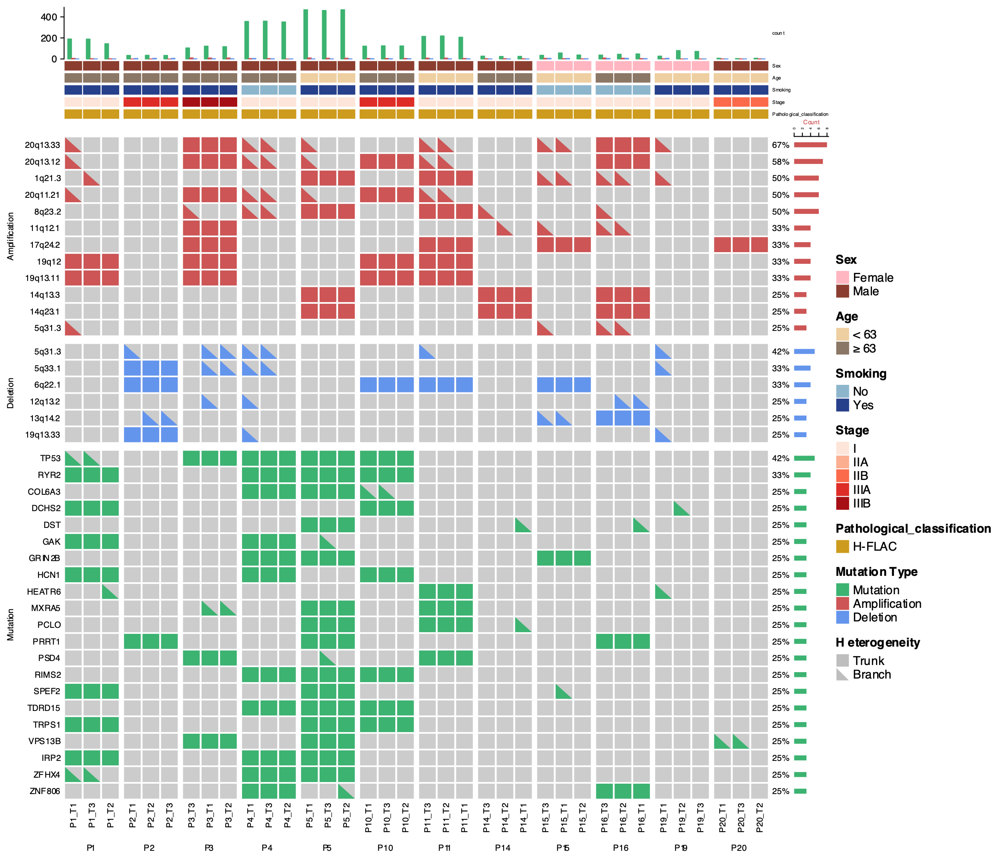 400
200
0
count
Sex
Age
Smoking
Stage
Pathological_classification
Count
0 2 4 6 8
Amplification
20q13.33 67%
20q13.12 58%
1q21.3 50%
20q11.21 50%
8q23.2 50%
11q12.1 33%
17q24.2 33%
19q12 33%
19q13.11 33%
14q13.3 25%
14q23.1 25%
5q31.3 25%
Deletion
5q31.3 42%
5q33.1 33%
6q22.1 33%
12q13.2 25%
13q14.2 25%
19q13.33 25%
Mutation
TP53 42%
RYR2 33%
COL6A3 25%
DCHS2 25%
DST 25%
GAK 25%
GRIN2B 25%
HCN1 25%
HEATR6 25%
MXRA5 25%
PCLO 25%
PRRT1 25%
PSD4 25%
RIMS2 25%
SPEF2 25%
TDRD15 25%
TRPS1 25%
VPS13B 25%
IRP2 25%
ZFHX4 25%
ZNF806 25%
P1_T1 P1_T3 P1_T2 P2_T1 P2_T2 P2_T3 P3_T3 P3_T1 P3_T2 P4_T1 P4_T3 P4_T2 P5_T1 P5_T3 P5_T2 P10_T1 P10_T3 P10_T2 P11_T3 P11_T2 P11_T1 P14_T3 P14_T2 P14_T1 P15_T3 P15_T1 P15_T2 P16_T3 P16_T2 P16_T1 P19_T1 P19_T2 P19_T3 P20_T1 P20_T3 P20_T2
P1 P2 P3 P4 P5 P10 P11 P14 P15 P16 P19 P20
Sex
Female
Male
Age
< 63
≥ 63
Smoking
No
Yes
Stage
I
IIA
IIB
IIIA
IIIB
Pathological_classification
H-FLAC
Mutation Type
Mutation
Amplification
Deletion
Heterogeneity
Trunk
Branch